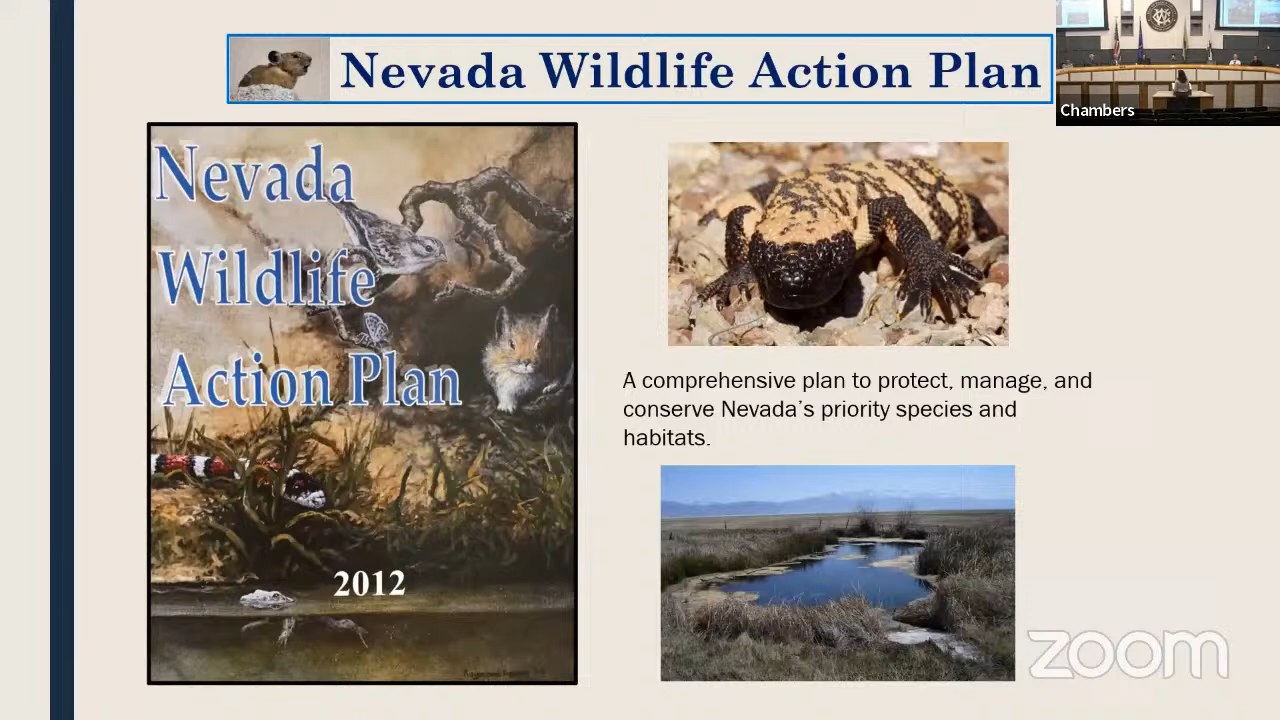 Nevada Wildlife Action Plan
Chambers
Nevada
Wildlife
Action Plan
2012
A comprehensive plan to protect, manage, and
conserve Nevada's priority species and
habitats.
zoom